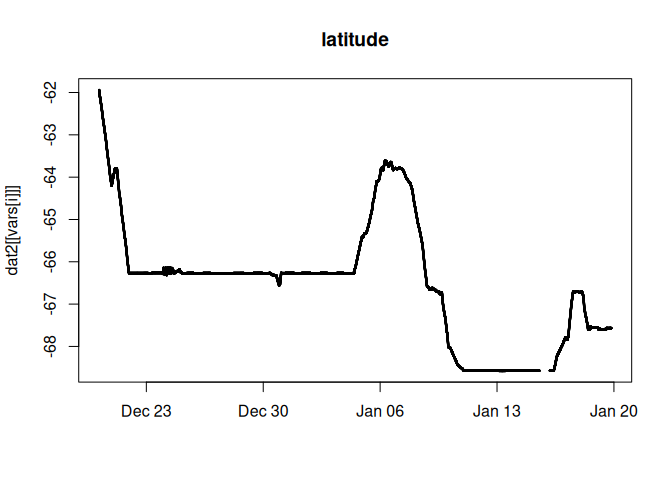 latitude
dat2[[vars[i]]]
-62
-63
-64
-65
-66
-67
-68
Dec 23
Dec 30
Jan 06
Jan 13
Jan 20